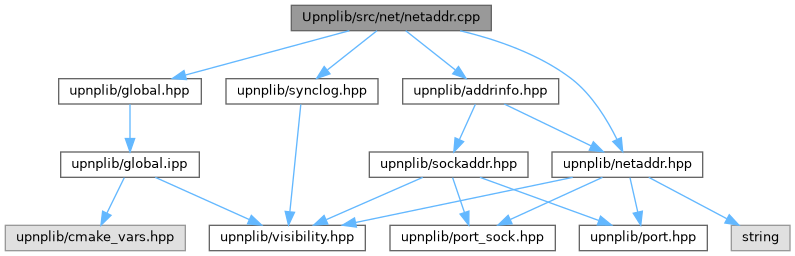 Upnplib/src/net/netaddr.cpp
upnplib/global.hpp
upnplib/synclog.hpp
upnplib/addrinfo.hpp
upnplib/global.ipp
upnplib/sockaddr.hpp
upnplib/netaddr.hpp
upnplib/cmake_vars.hpp
upnplib/visibility.hpp
upnplib/port_sock.hpp
upnplib/port.hpp
string